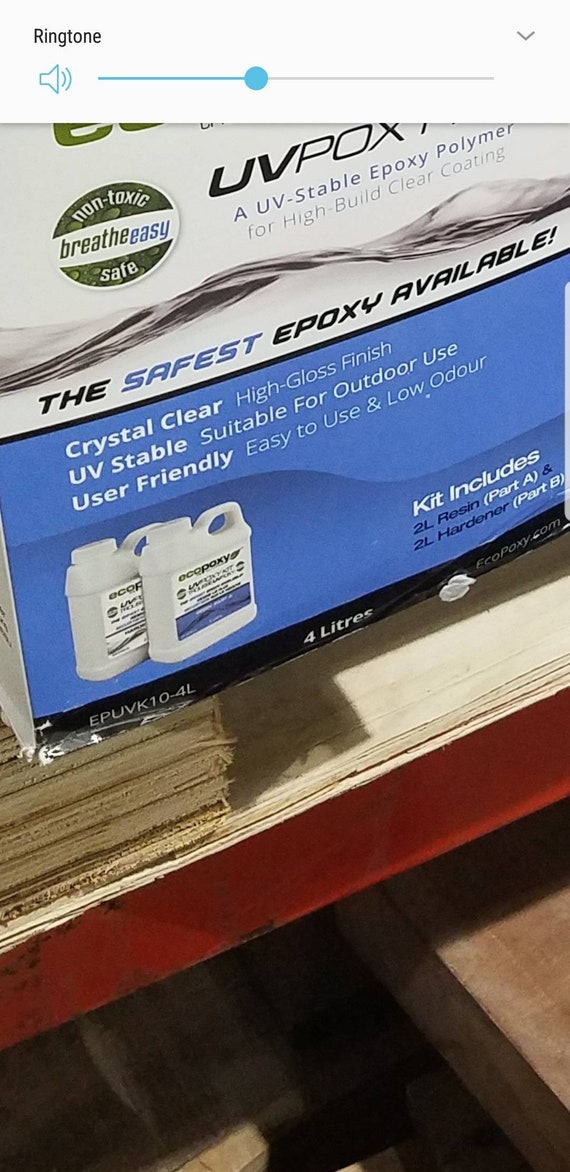 Ringtone
UVPOXY
A UV-Stable Epoxy Polymer
for High-Build Clear Coating
non-toxic
breatheeasy
safe
THE SAFEST EPOXY AVAILABLE!
Crystal Clear High-Gloss Finish
UV Stable Suitable For Outdoor Use
User Friendly Easy to Use & Low Odour
Kit Includes
2L Resin (Part A) &
2L Hardener (Part B)
ecopoxy
EcoPoxy.com
4 Litres
EPUVK10-4L